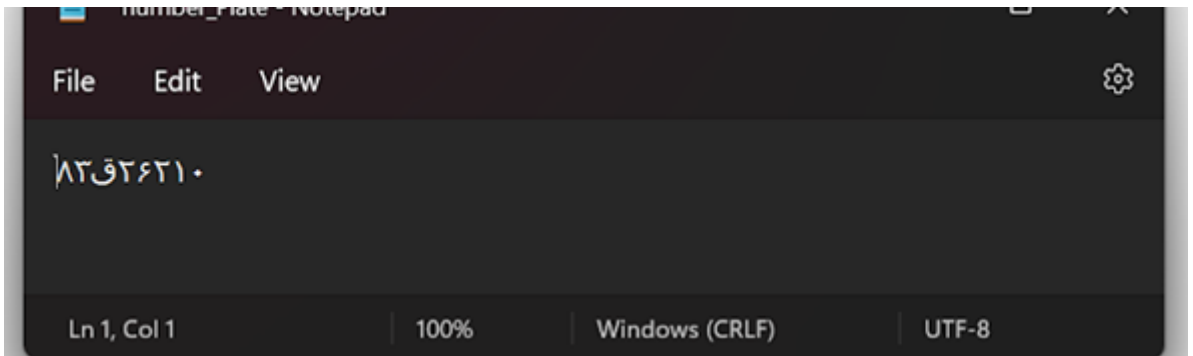 number_Plate - Notepad
File Edit View
۸۳ق۲۶۲۱۰
Ln 1, Col 1 100% Windows (CRLF) UTF-8